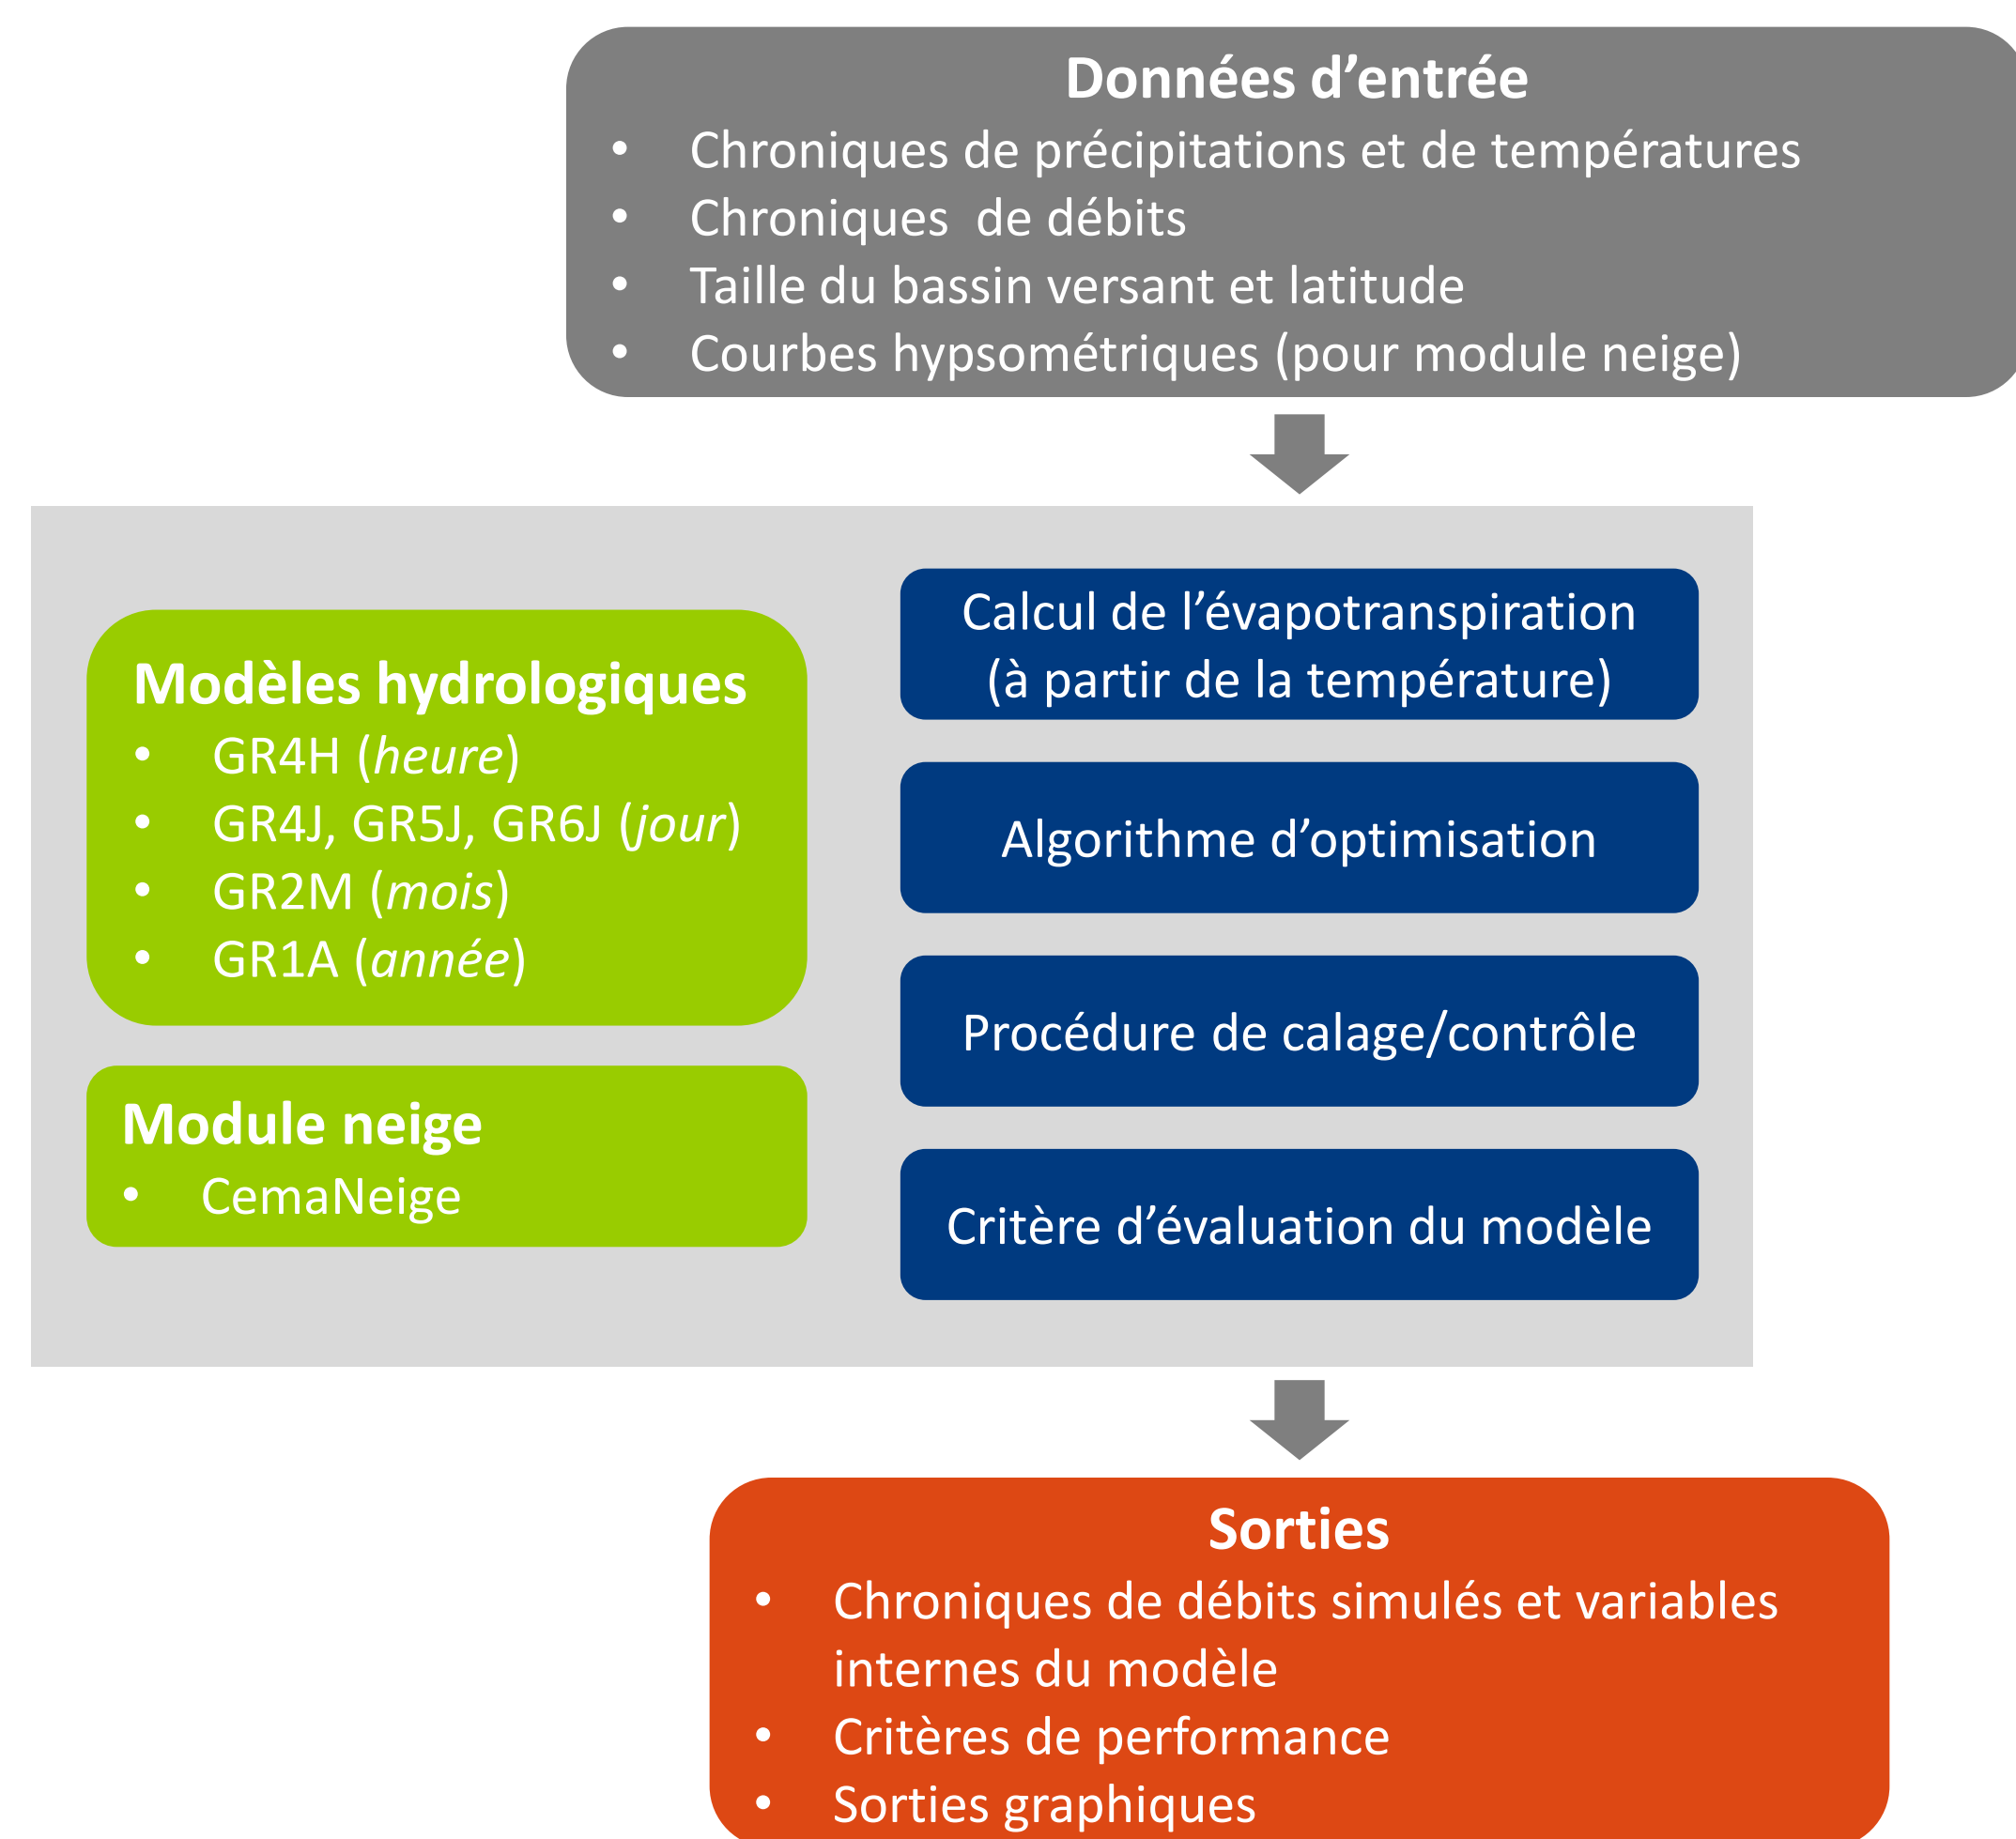 Données d’entrée
• Chroniques de précipitations et de températures
• Chroniques de débits
• Taille du bassin versant et latitude
• Courbes hypsométriques (pour module neige)
Modèles hydrologiques
• GR4H (heure)
• GR4J, GR5J, GR6J (jour)
• GR2M (mois)
• GR1A (année)
Module neige
• CemaNeige
Calcul de l’évapotranspiration
(à partir de la température)
Algorithme d’optimisation
Procédure de calage/contrôle
Critère d’évaluation du modèle
Sorties
• Chroniques de débits simulés et variables
internes du modèle
• Critères de performance
• Sorties graphiques